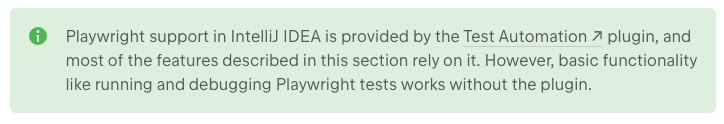 Playwright support in IntelliJ IDEA is provided by the Test Automation ↗ plugin, and
most of the features described in this section rely on it. However, basic functionality
like running and debugging Playwright tests works without the plugin.